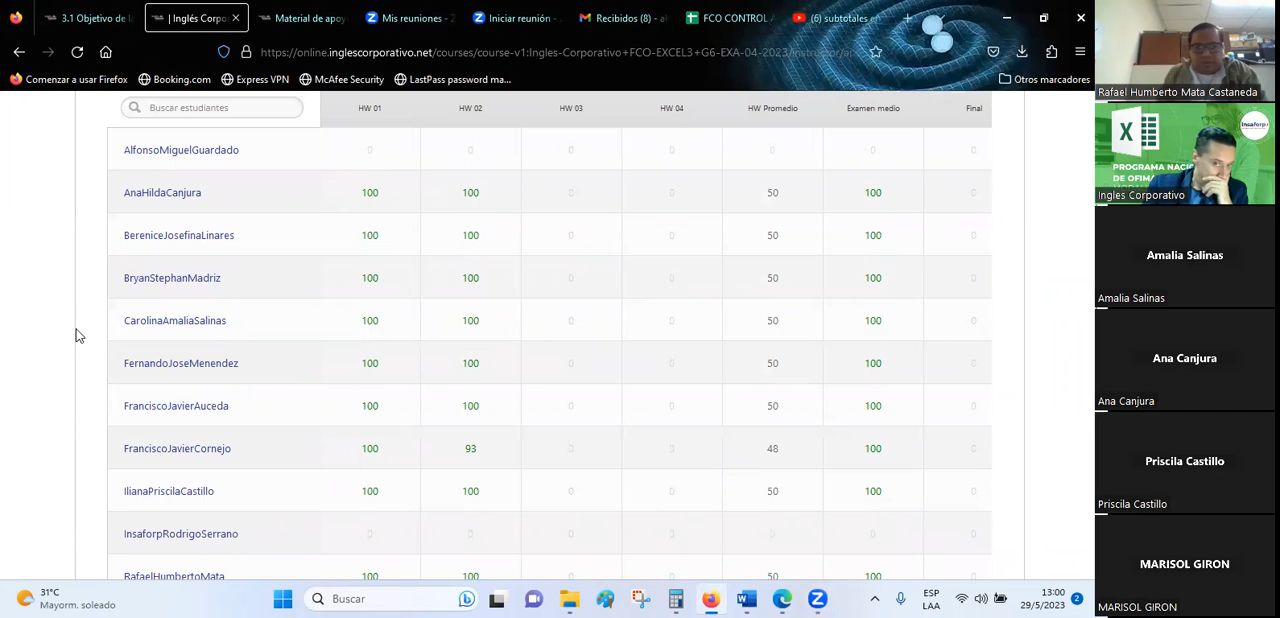 3.1 Objetivo de la
| Inglés Corpo
Material de apoy
Mis reuniones - Z
Iniciar reunión -
Recibidos (8) - a
FCO CONTROL
(6) subtotales e
https://online.inglescorporativo.net/courses/course-v1:Ingles-Corporativo+FCO-EXCEL3+G6-EXA-04-2023/instructor/a
Comenzar a usar Firefox
Booking.com
Express VPN
McAfee Security
LastPass password ma...
Otros marcadores
Buscar estudiantes
HW 01 HW 02 HW 03 HW 04 HW Promedio Examen medio Final
AlfonsoMiguelGuardado 0 0 0 0 0 0 0
AnaHildaCanjura 100 100 0 0 50 100 0
BereniceJosefinaLinares 100 100 0 0 50 100 0
BryanStephanMadriz 100 100 0 0 50 100 0
CarolinaAmaliaSalinas 100 100 0 0 50 100 0
FernandoJoseMenendez 100 100 0 0 50 100 0
FranciscoJavierAuceda 100 100 0 0 50 100 0
FranciscoJavierCornejo 100 93 0 0 48 100 0
IlianaPriscilaCastillo 100 100 0 0 50 100 0
InsaforpRodrigoSerrano 0 0 0 0 0 0 0
RafaelHumbertoMata 100 100 0 0 50 100 0
31°C
Mayorm. soleado
Buscar
ESP
LAA
13:00
29/5/2023
2
Rafael Humberto Mata Castaneda
Insaforp
PROGRAMA NACI
DE OFIM
Ingles Corporativo
Amalia Salinas
Amalia Salinas
Ana Canjura
Ana Canjura
Priscila Castillo
Priscila Castillo
MARISOL GIRON
MARISOL GIRON